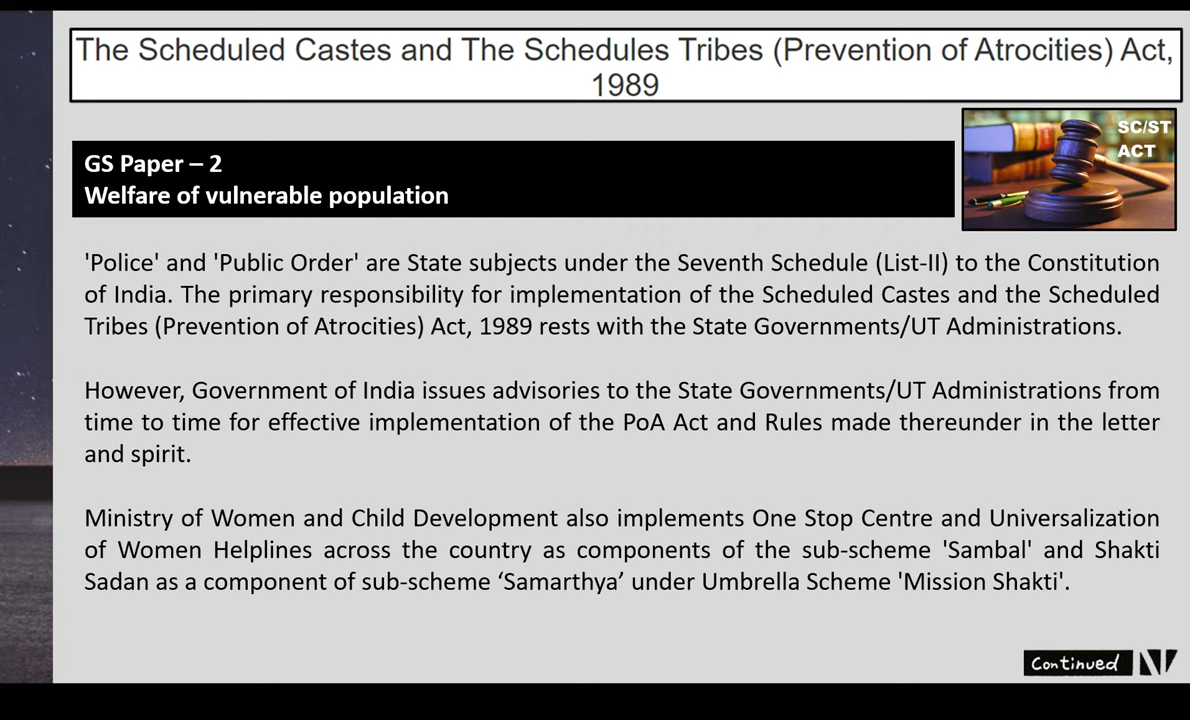 The Scheduled Castes and The Schedules Tribes (Prevention of Atrocities) Act,
1989
SC/ST
ACT
GS Paper – 2
Welfare of vulnerable population
'Police' and 'Public Order' are State subjects under the Seventh Schedule (List-II) to the Constitution
of India. The primary responsibility for implementation of the Scheduled Castes and the Scheduled
Tribes (Prevention of Atrocities) Act, 1989 rests with the State Governments/UT Administrations.
However, Government of India issues advisories to the State Governments/UT Administrations from
time to time for effective implementation of the PoA Act and Rules made thereunder in the letter
and spirit.
Ministry of Women and Child Development also implements One Stop Centre and Universalization
of Women Helplines across the country as components of the sub-scheme 'Sambal' and Shakti
Sadan as a component of sub-scheme ‘Samarthya’ under Umbrella Scheme 'Mission Shakti'.
Continued